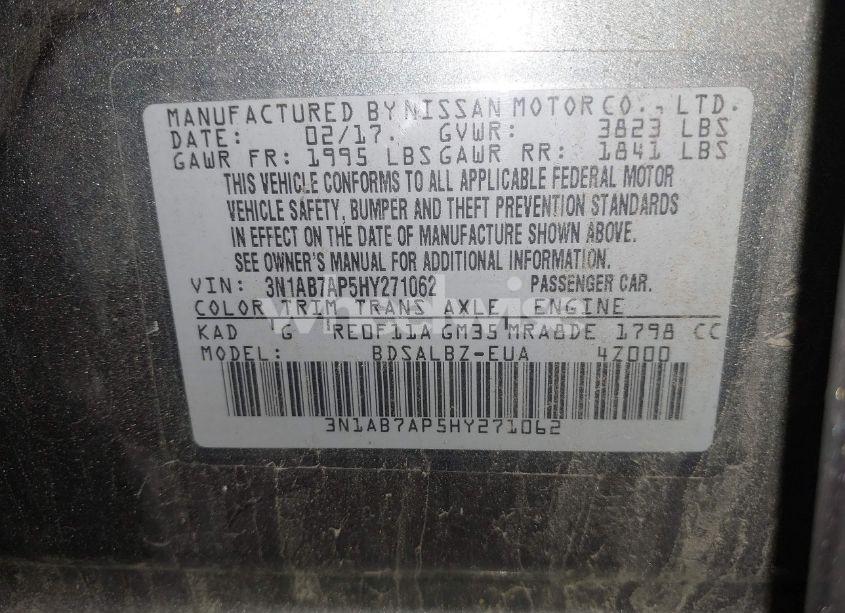 MANUFACTURED BY NISSAN MOTOR CO., LTD.
DATE: 02/17. GVWR: 3823 LBS
GAWR FR: 1995 LBS GAWR RR: 1841 LBS
THIS VEHICLE CONFORMS TO ALL APPLICABLE FEDERAL MOTOR
VEHICLE SAFETY, BUMPER AND THEFT PREVENTION STANDARDS
IN EFFECT ON THE DATE OF MANUFACTURE SHOWN ABOVE.
SEE OWNER'S MANUAL FOR ADDITIONAL INFORMATION.
VIN: 3N1AB7AP5HY271062 PASSENGER CAR.
COLOR TRIM TRANS AXLE ENGINE
KAD G RE0F11A GM35 MRA8DE 1798 CC
MODEL: BDSALBZ-EUA 4Z000
3N1AB7AP5HY271062